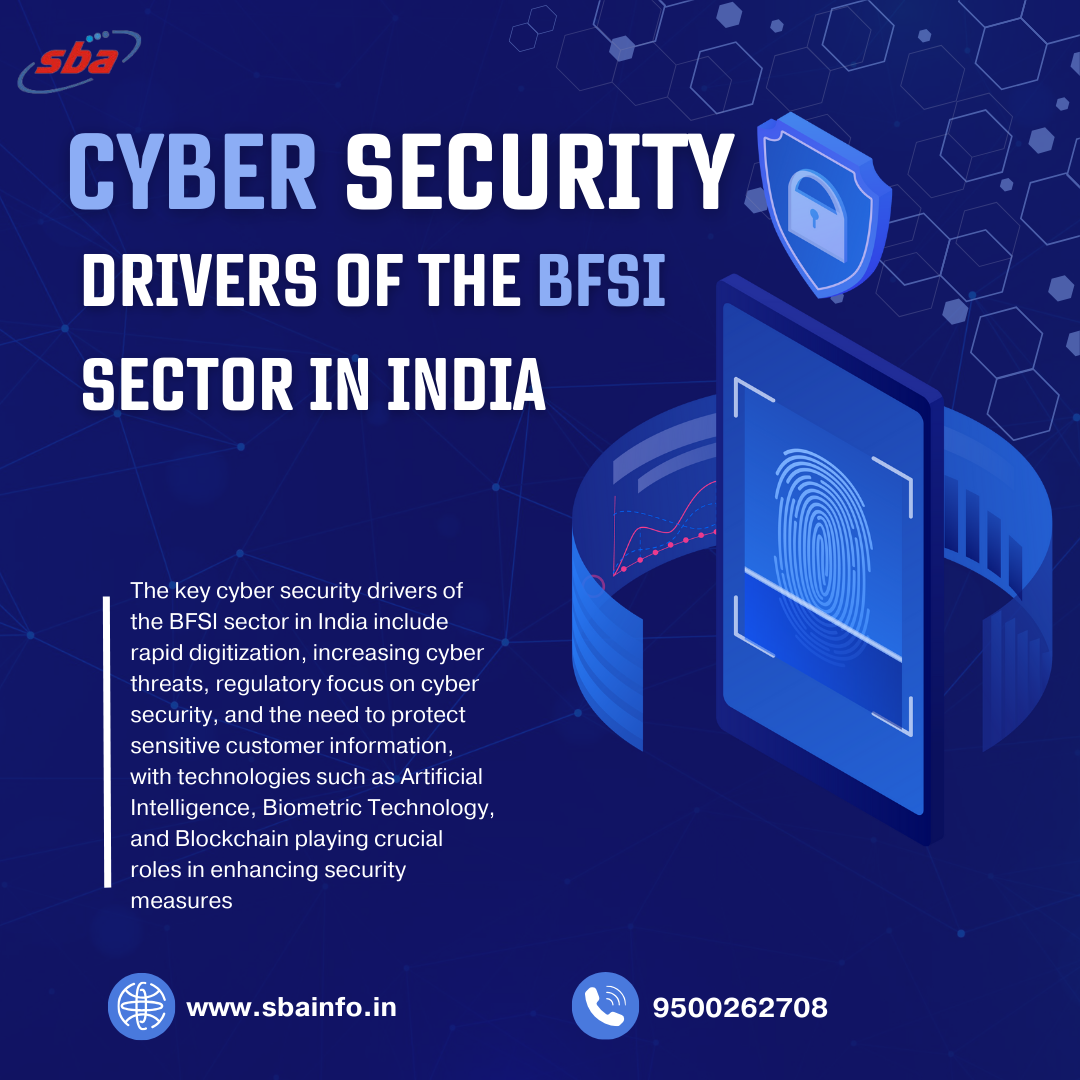 sba
CYBER SECURITY
DRIVERS OF THE BFSI
SECTOR IN INDIA
The key cyber security drivers of
the BFSI sector in India include
rapid digitization, increasing cyber
threats, regulatory focus on cyber
security, and the need to protect
sensitive customer information,
with technologies such as Artificial
Intelligence, Biometric Technology,
and Blockchain playing crucial
roles in enhancing security
measures
www.sbainfo.in
9500262708